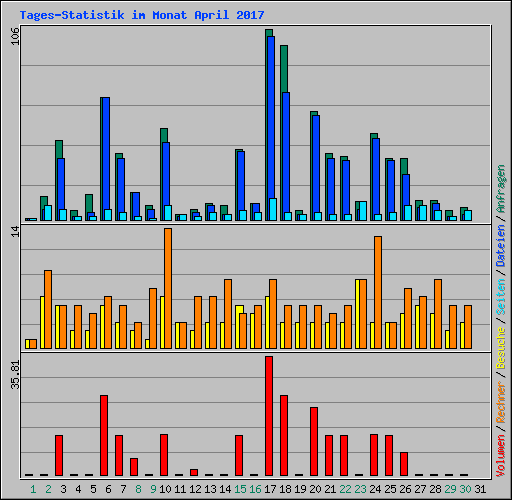 Tages-Statistik im Monat April 2017
106
14
35.81
Volumen / Rechner / Besuche / Seiten / Dateien / Anfragen
1 2 3 4 5 6 7 8 9 10 11 12 13 14 15 16 17 18 19 20 21 22 23 24 25 26 27 28 29 30 31